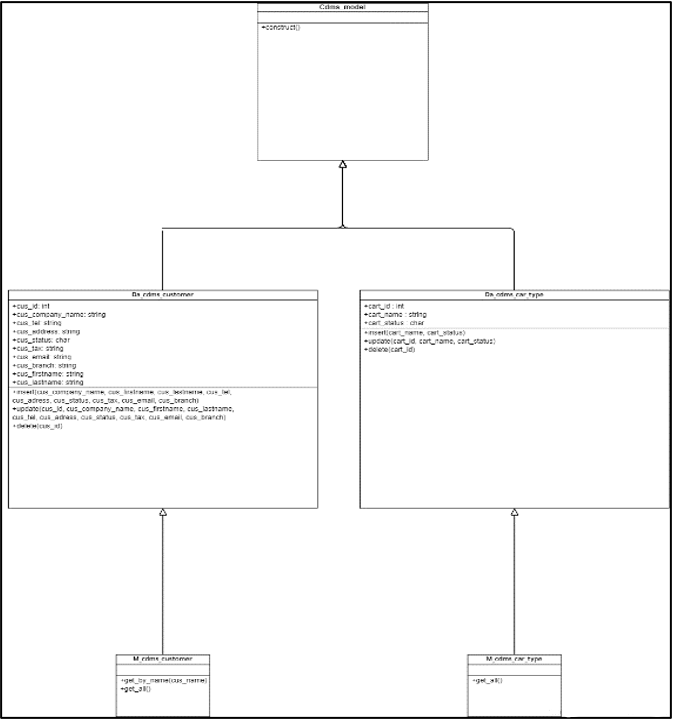 Cdms_model
+construct()
Da_cdms_customer
+cus_id: int
+cus_company_name: string
+cus_tel: string
+cus_address: string
+cus_status: char
+cus_tax: string
+cus_email: string
+cus_branch: string
+cus_firstname: string
+cus_lastname: string
+insert(cus_company_name, cus_firstname, cus_lastname, cus_tel,
cus_adress, cus_status, cus_tax, cus_email, cus_branch)
+update(cus_id, cus_company_name, cus_firstname, cus_lastname,
cus_tel, cus_adress, cus_status, cus_tax, cus_email, cus_branch)
+delete(cus_id)
Da_cdms_car_type
+cart_id : int
+cart_name : string
+cart_status : char
+insert(cart_name, cart_status)
+update(cart_id, cart_name, cart_status)
+delete(cart_id)
M_cdms_customer
+get_by_name(cus_name)
+get_all()
M_cdms_car_type
+get_all()